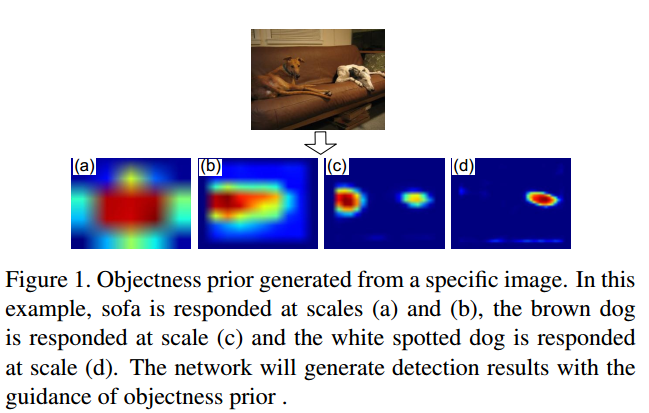 (a) (b) (c) (d)
Figure 1. Objectness prior generated from a specific image. In this
example, sofa is responded at scales (a) and (b), the brown dog
is responded at scale (c) and the white spotted dog is responded
at scale (d). The network will generate detection results with the
guidance of objectness prior .